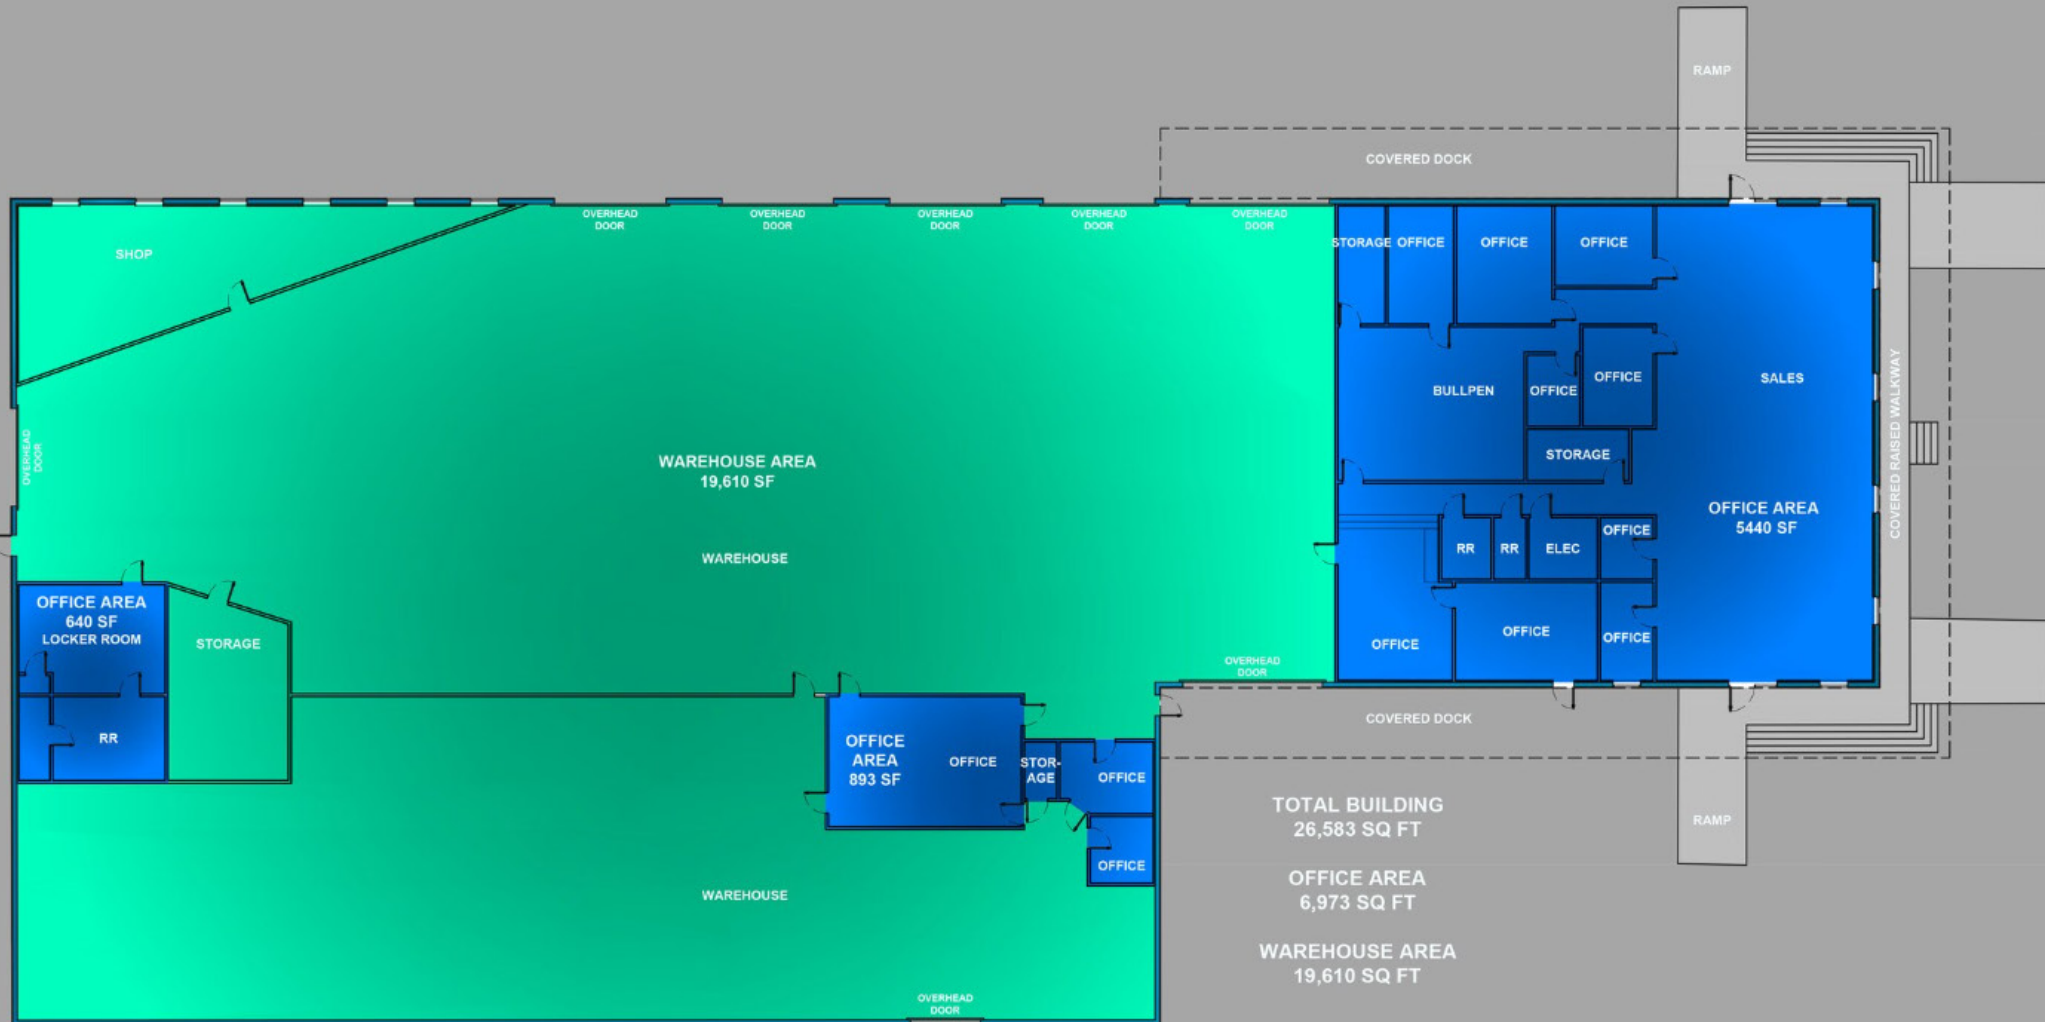 RAMP
COVERED DOCK
OVERHEAD
DOOR
OVERHEAD
DOOR
OVERHEAD
DOOR
OVERHEAD
DOOR
OVERHEAD
DOOR
SHOP
STORAGE
OFFICE
OFFICE
OFFICE
BULLPEN
OFFICE
OFFICE
SALES
COVERED RAISED WALKWAY
OVERHEAD
DOOR
WAREHOUSE AREA
19,610 SF
STORAGE
OFFICE AREA
5440 SF
WAREHOUSE
RR
RR
ELEC
OFFICE
OFFICE AREA
640 SF
LOCKER ROOM
STORAGE
OFFICE
OFFICE
OFFICE
OVERHEAD
DOOR
COVERED DOCK
RR
OFFICE
AREA
893 SF
OFFICE
STOR-
AGE
OFFICE
OFFICE
WAREHOUSE
OVERHEAD
DOOR
RAMP
TOTAL BUILDING
26,583 SQ FT
OFFICE AREA
6,973 SQ FT
WAREHOUSE AREA
19,610 SQ FT